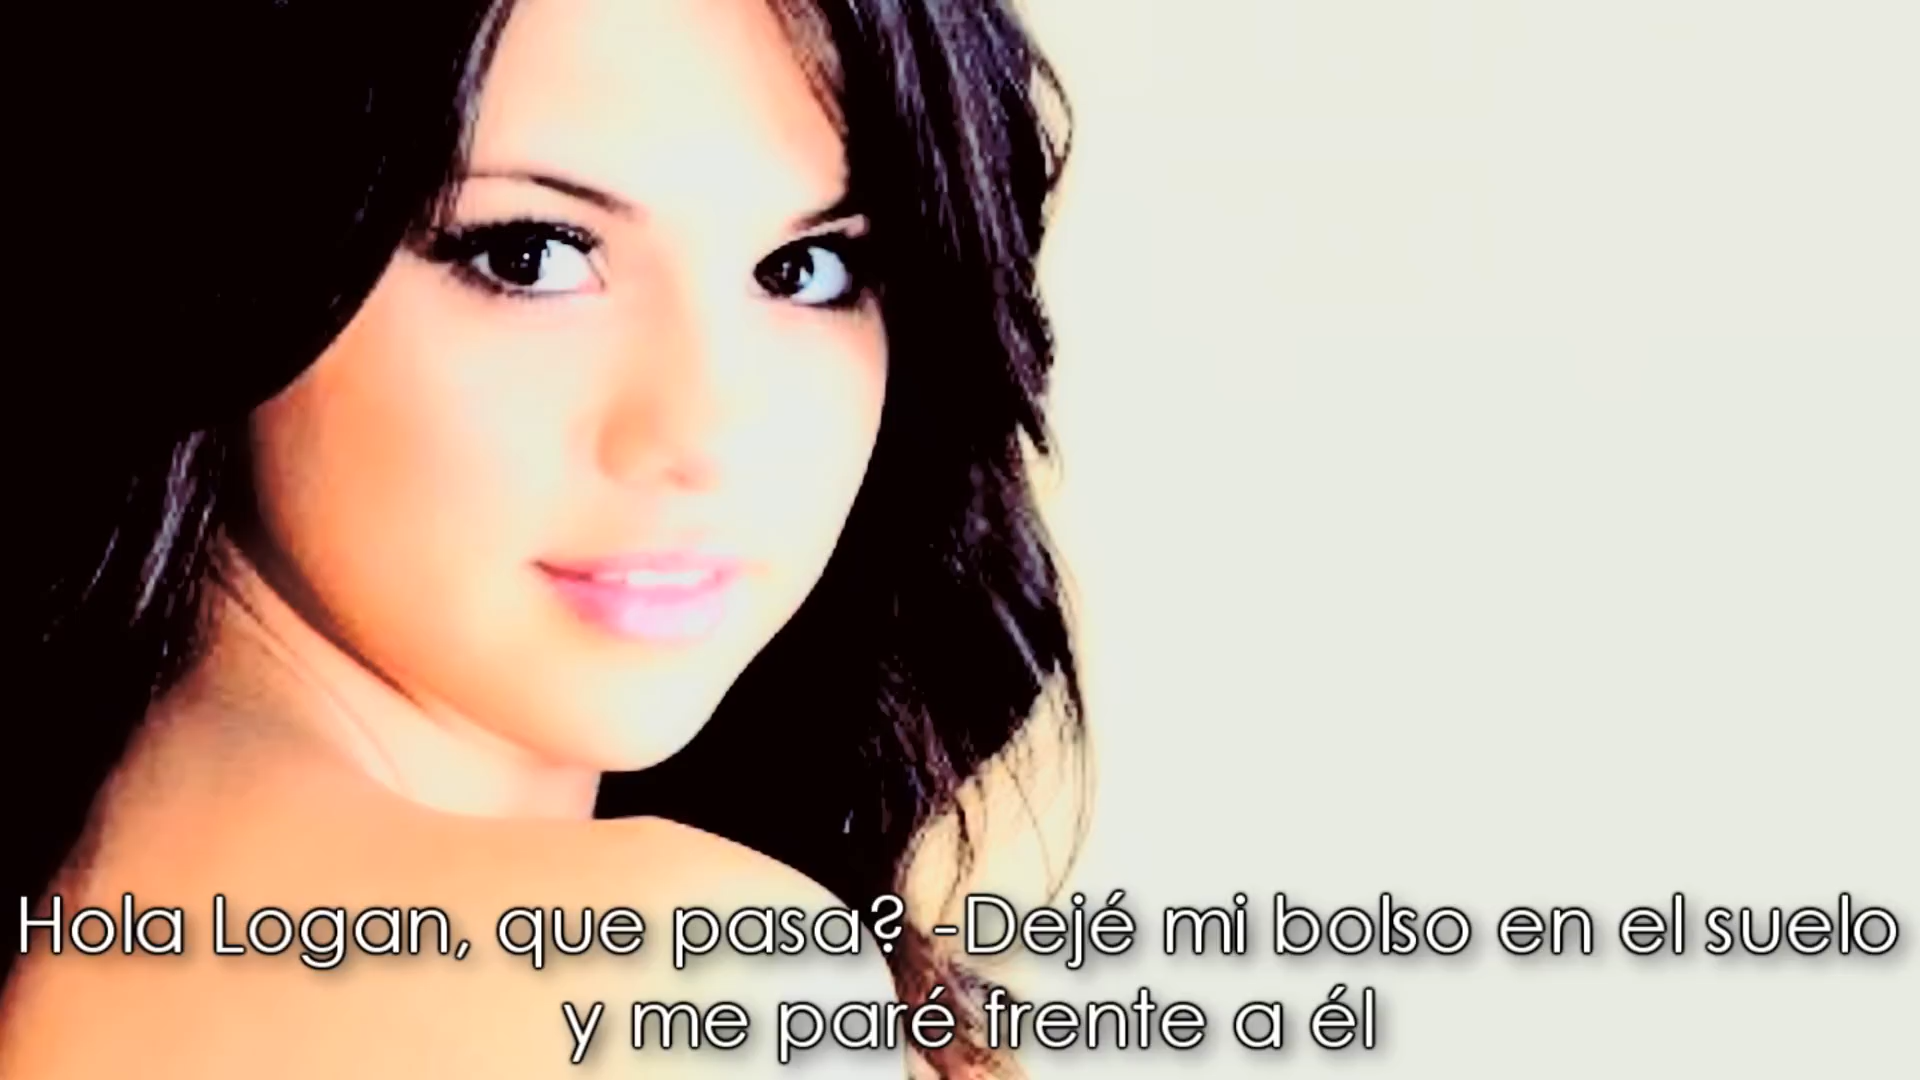 Hola Logan, que pasa? -Dejé mi bolso en el suelo
y me paré frente a él